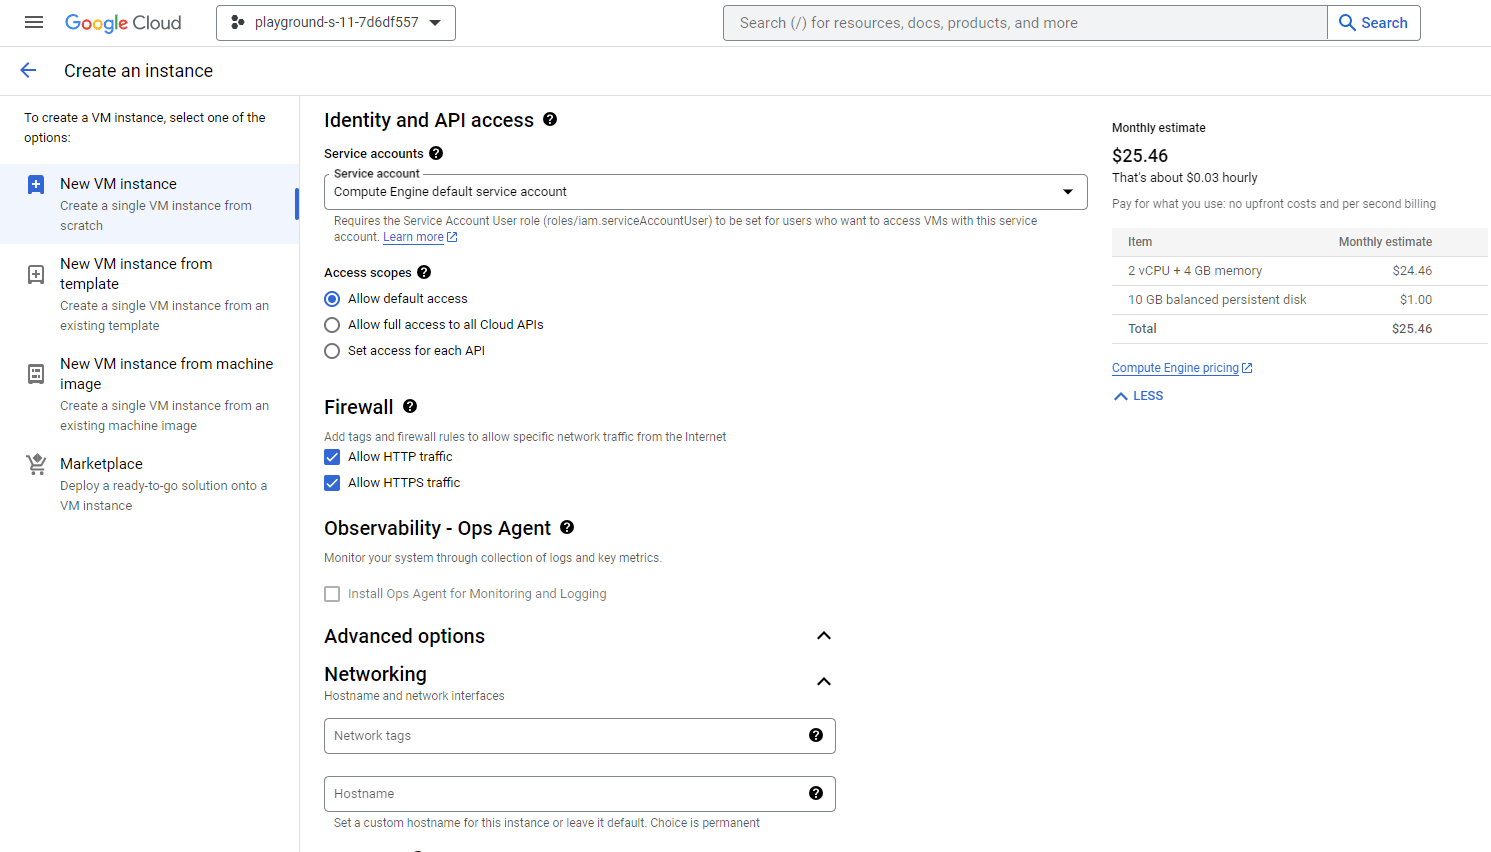 Google Cloud
playground-s-11-7d6df557
Search (/) for resources, docs, products, and more
Search
Create an instance
To create a VM instance, select one of the
options:
New VM instance
Create a single VM instance from
scratch
New VM instance from
template
Create a single VM instance from an
existing template
New VM instance from machine
image
Create a single VM instance from an
existing machine image
Marketplace
Deploy a ready-to-go solution onto a
VM instance
Identity and API access
Service accounts
Service account
Compute Engine default service account
Requires the Service Account User role (roles/iam.serviceAccountUser) to be set for users who want to access VMs with this service
account. Learn more
Access scopes
Allow default access
Allow full access to all Cloud APIs
Set access for each API
Firewall
Add tags and firewall rules to allow specific network traffic from the Internet
Allow HTTP traffic
Allow HTTPS traffic
Observability - Ops Agent
Monitor your system through collection of logs and key metrics.
Install Ops Agent for Monitoring and Logging
Advanced options
Networking
Hostname and network interfaces
Network tags
Hostname
Set a custom hostname for this instance or leave it default. Choice is permanent
Monthly estimate
$25.46
That's about $0.03 hourly
Pay for what you use: no upfront costs and per second billing
Item Monthly estimate
2 vCPU + 4 GB memory $24.46
10 GB balanced persistent disk $1.00
Total $25.46
Compute Engine pricing
LESS